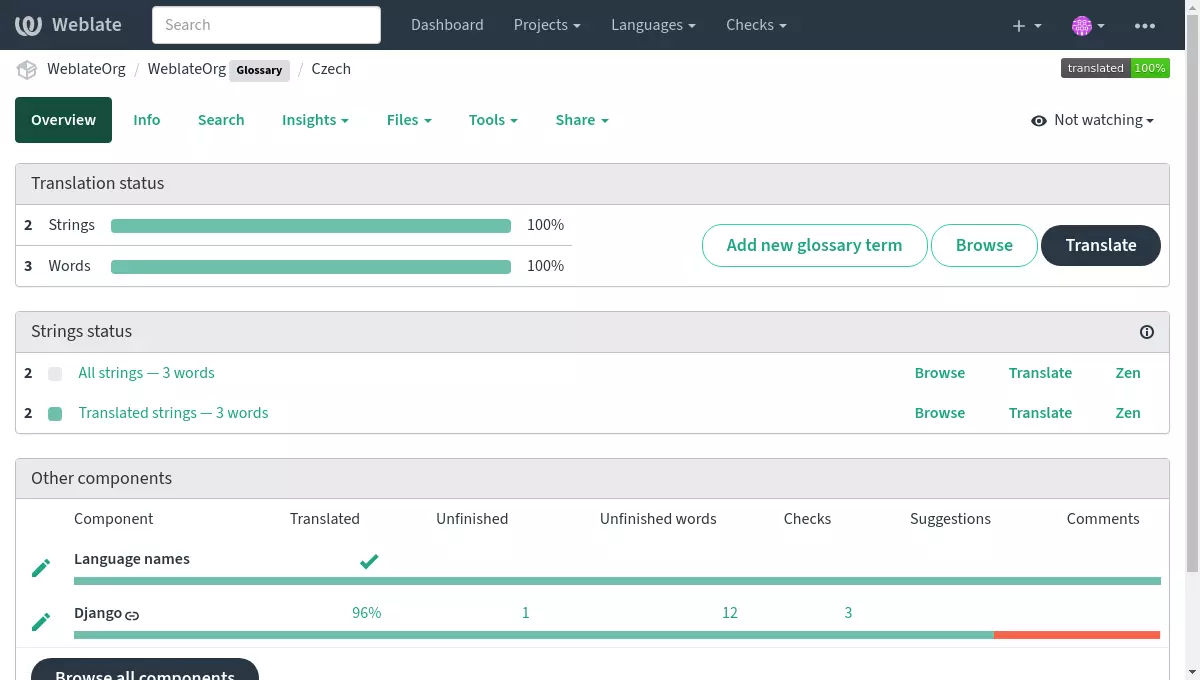 Weblate Search Dashboard Projects Languages Checks
WeblateOrg / WeblateOrg Glossary / Czech translated 100%
Overview Info Search Insights Files Tools Share Not watching
Translation status
2 Strings 100%
3 Words 100%
Add new glossary term Browse Translate
Strings status
2 All strings — 3 words Browse Translate Zen
2 Translated strings — 3 words Browse Translate Zen
Other components
Component Translated Unfinished Unfinished words Checks Suggestions Comments
Language names
Django 96% 1 12 3
Browse all components